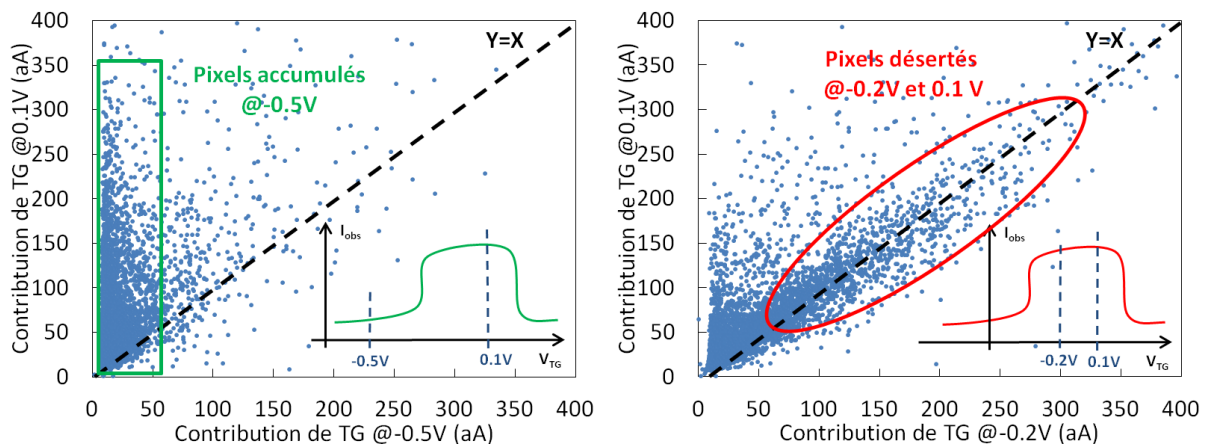 Contribtuion de TG @0.1V (aA)
400
350
300
250
200
150
100
50
0
Pixels accumulés
@-0.5V
Y=X
I obs
-0.5V
0.1V
V TG
0 50 100 150 200 250 300 350 400
Contribution de TG @-0.5V (aA)
Contribtuion de TG @0.1V (aA)
400
350
300
250
200
150
100
50
0
Pixels désertés
@-0.2V et 0.1 V
Y=X
I obs
-0.2V
0.1V
V TG
0 50 100 150 200 250 300 350 400
Contribution de TG @-0.2V (aA)